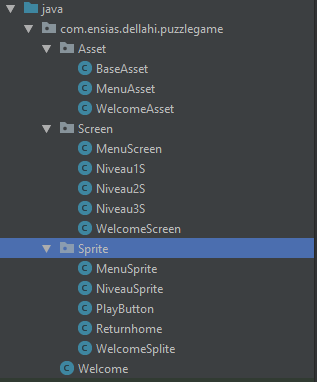 java
com.ensias.dellahi.puzzlegame
Asset
BaseAsset
MenuAsset
WelcomeAsset
Screen
MenuScreen
Niveau1S
Niveau2S
Niveau3S
WelcomeScreen
Sprite
MenuSprite
NiveauSprite
PlayButton
Returnhome
WelcomeSplite
Welcome